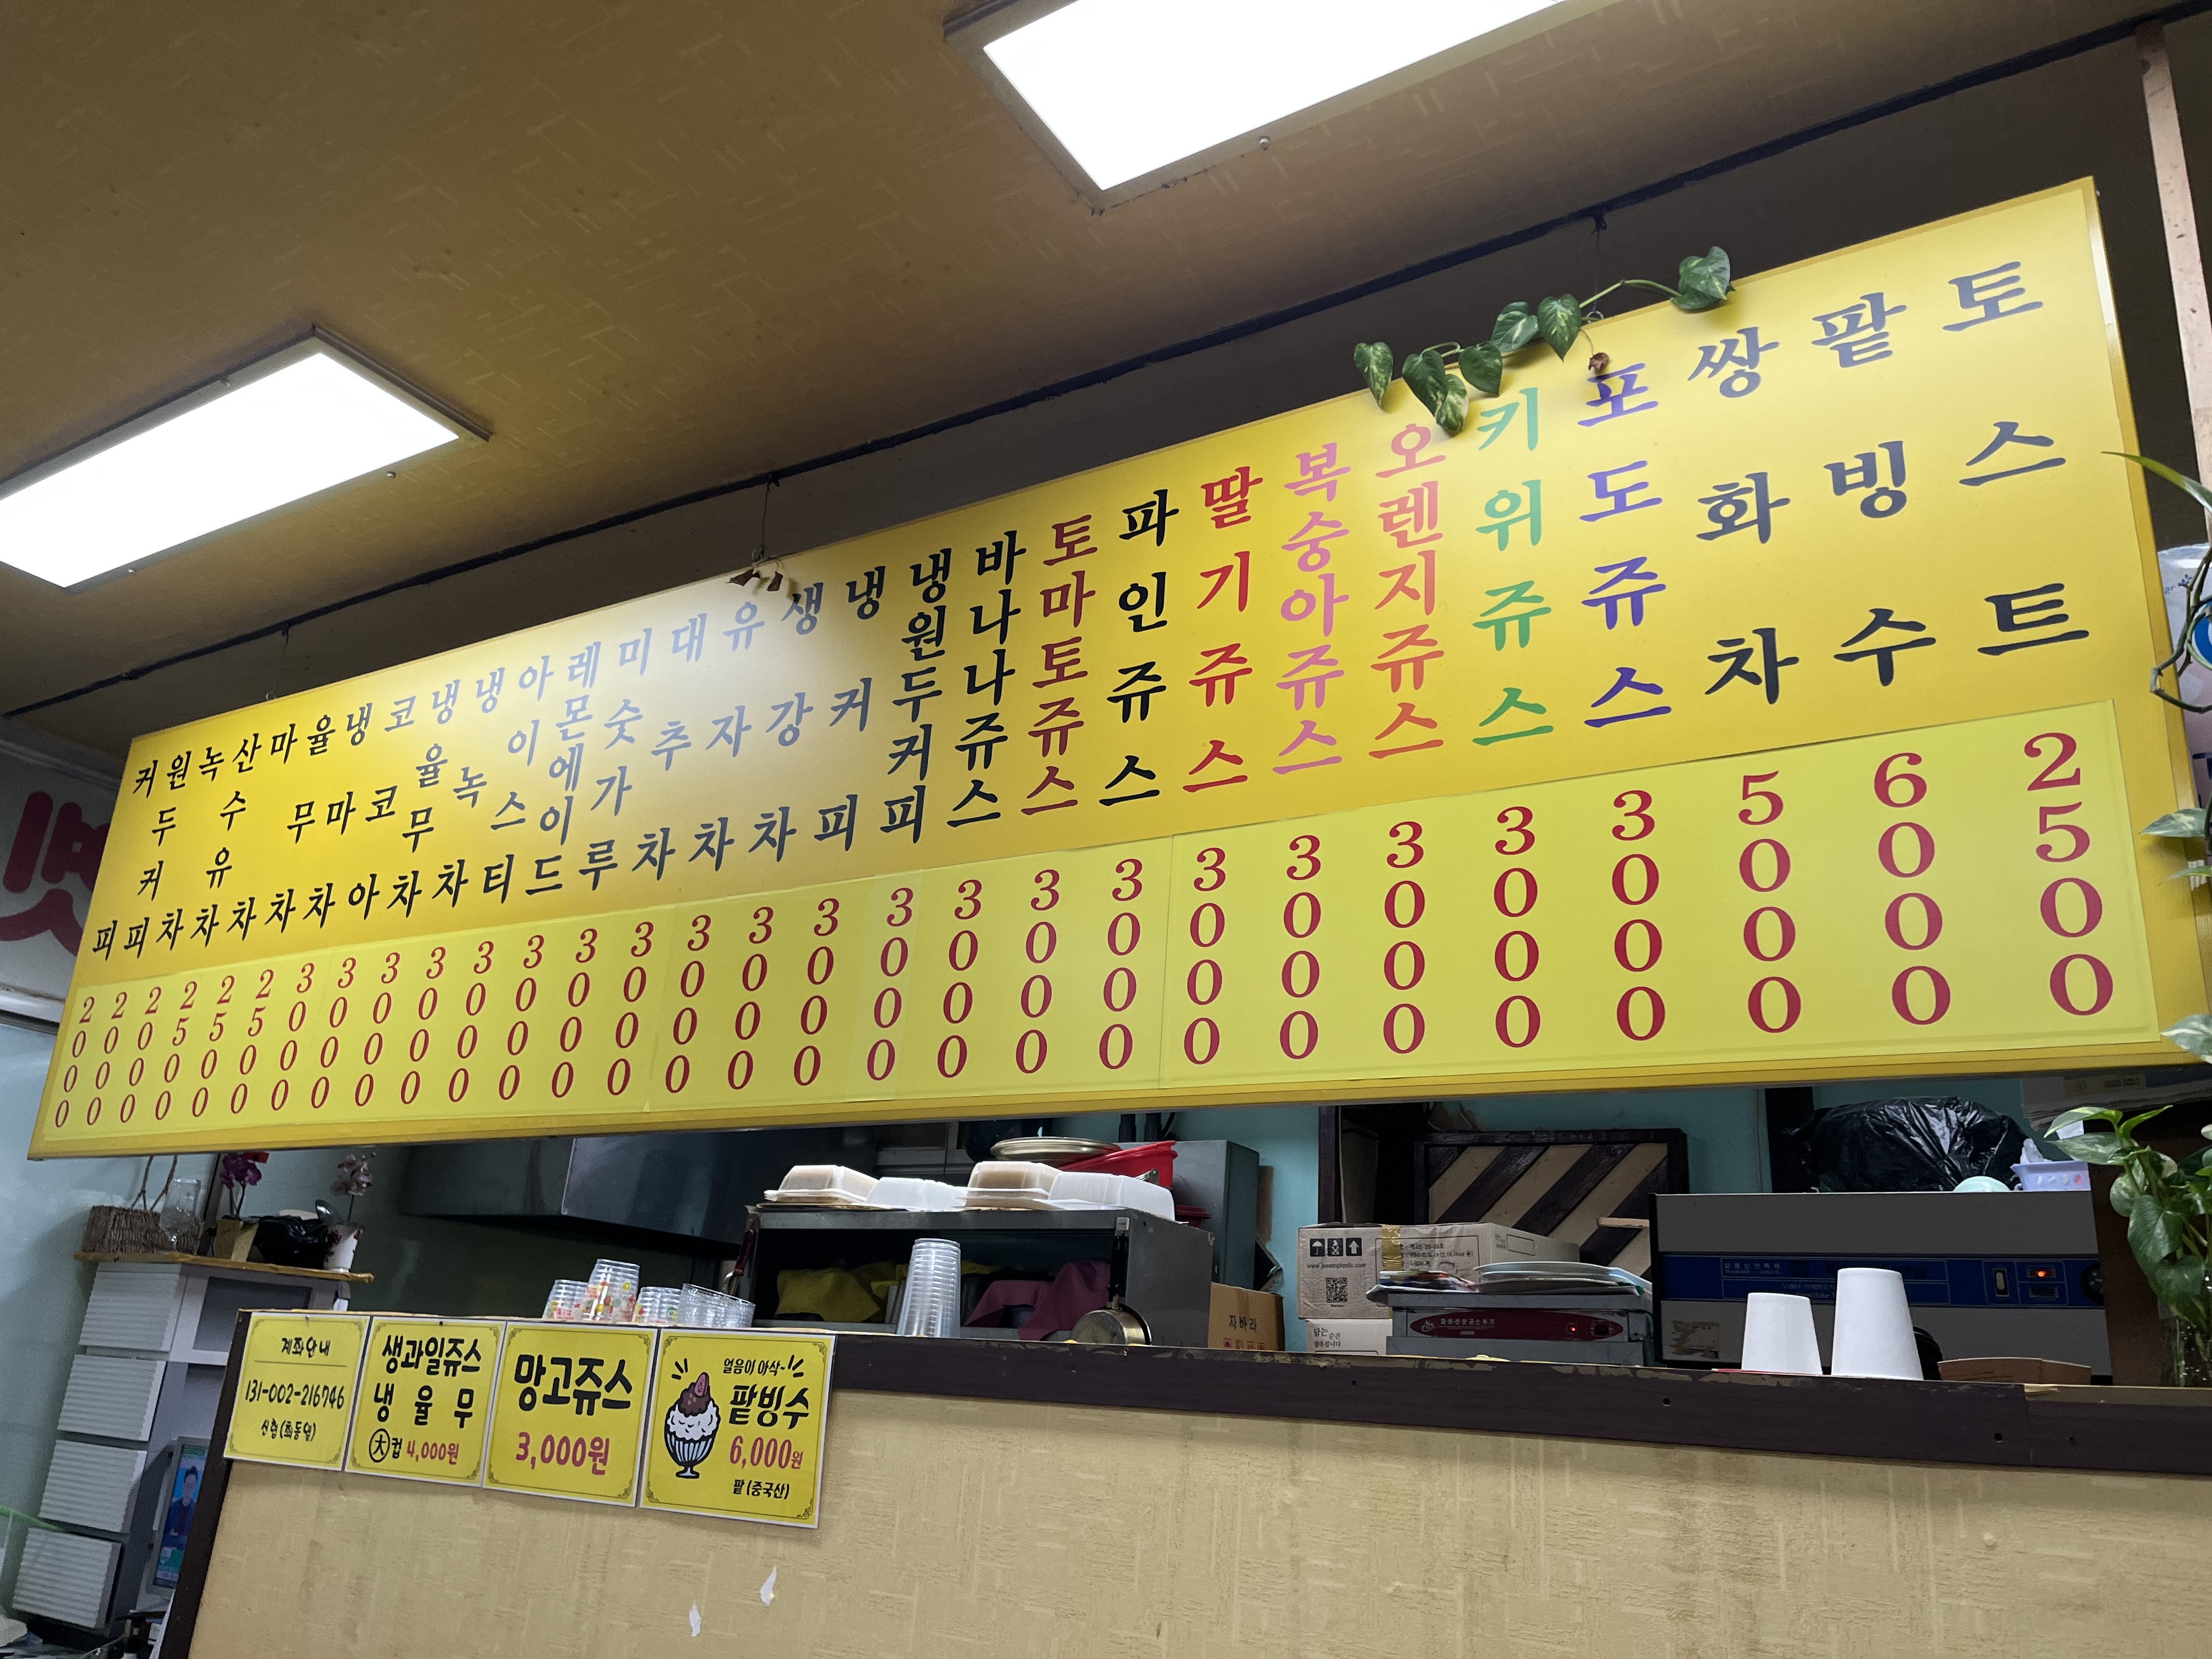 커피 2000
원두커피 2000
녹차 2000
산수유차 2500
마차 2500
율무차 2500
냉마차 3000
코코아 3000
냉율무차 3000
냉녹차 3000
아이스티 3000
레몬에이드 3000
미숫가루 3000
대추차 3000
유자차 3000
생강차 3000
냉커피 3000
냉원두커피 3000
바나나쥬스 3000
토마토쥬스 3000
파인쥬스 3000
딸기쥬스 3000
복숭아쥬스 3000
오렌지쥬스 3000
키위쥬스 3000
포도쥬스 3000
쌍화차 5000
팥빙수 6000
토스트 2500
계좌안내
131-002-216746
신협(최동엽)
생과일쥬스
냉율무
大컵 4,000원
망고쥬스
3,000원
얼음이 아삭~
팥빙수
6,000원
팥(중국산)
자바라